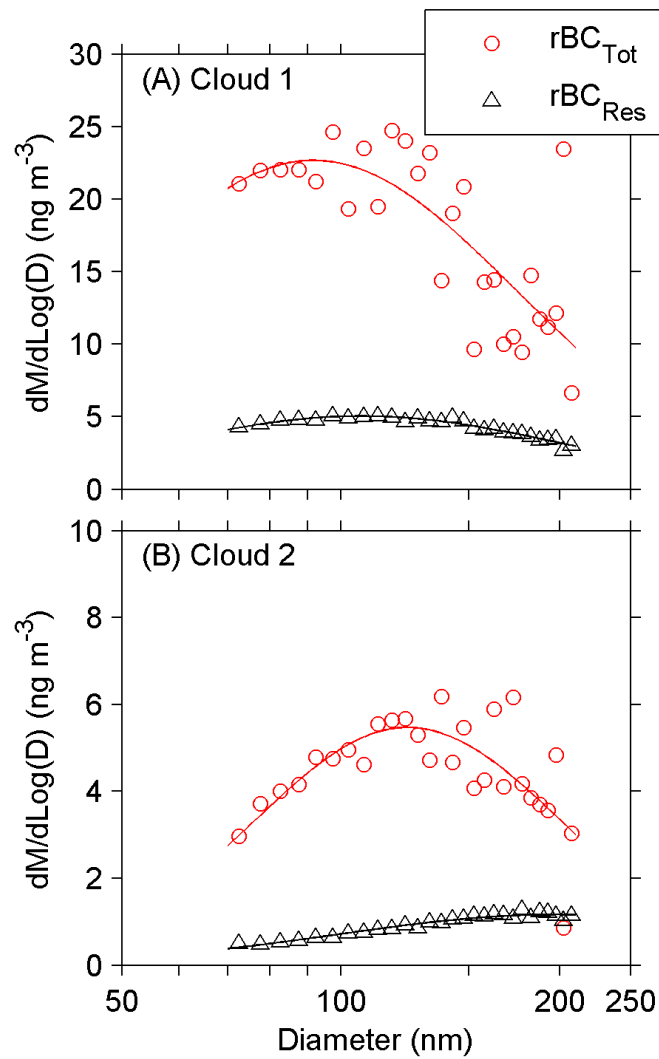 rBC_Tot
rBC_Res
(A) Cloud 1
30
25
20
15
10
5
0
dM/dLog(D) (ng m^-3)
(B) Cloud 2
10
8
6
4
2
0
dM/dLog(D) (ng m^-3)
50 100 200 250
Diameter (nm)